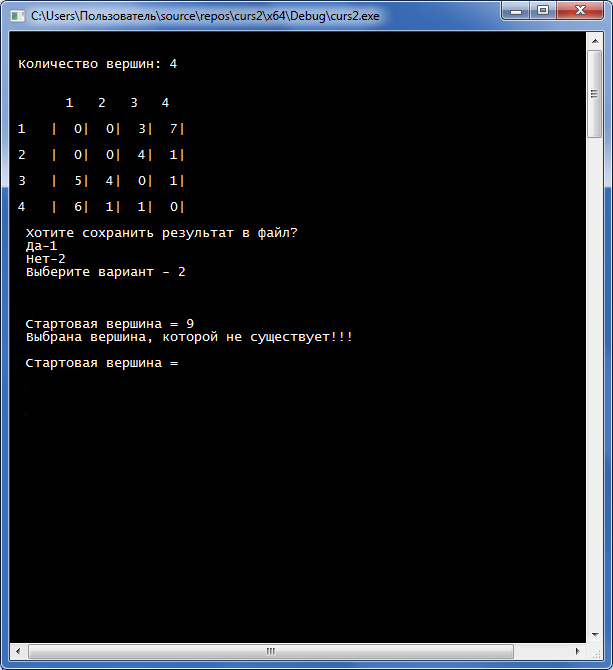 C:\Users\Пользователь\source\repos\curs2\x64\Debug\curs2.exe
Количество вершин: 4
1 2 3 4
1 | 0| 0| 3| 7|
2 | 0| 0| 4| 1|
3 | 5| 4| 0| 1|
4 | 6| 1| 1| 0|
Хотите сохранить результат в файл?
Да-1
Нет-2
Выберите вариант - 2
Стартовая вершина = 9
Выбрана вершина, которой не существует!!!
Стартовая вершина =